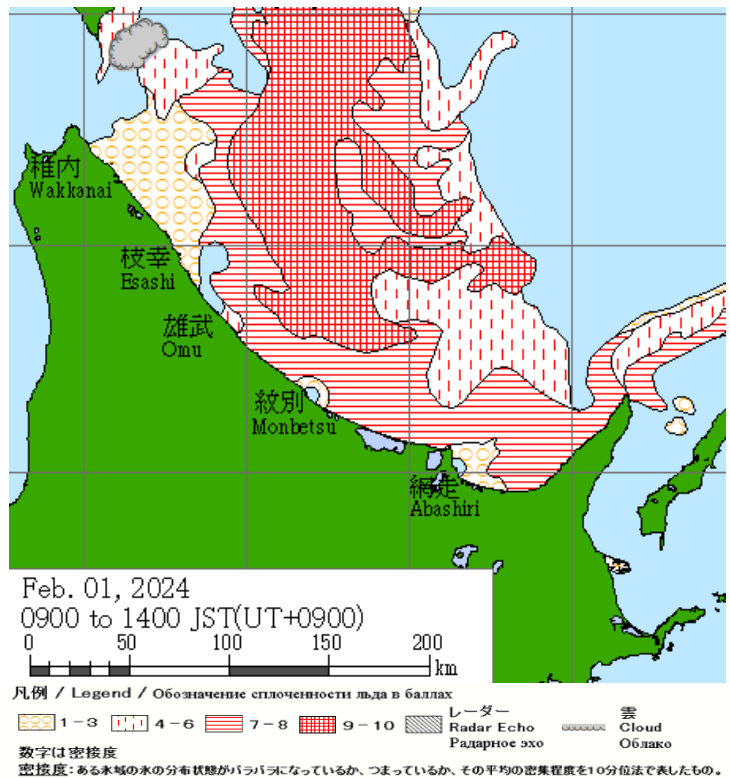 稚内
Wakkanai
枝幸
Esashi
雄武
Omu
紋別
Monbetsu
網走
Abashiri
Feb. 01, 2024
0900 to 1400 JST(UT+0900)
0 50 100 150 200
km
凡例 / Legend / Обозначение сплоченности льда в баллах
1-3 4-6 7-8 9-10
レーダー
Radar Echo
Радарное эхо
雲
Cloud
Облако
数字は密接度
密接度:ある氷域の氷の分布状態がバラバラになっているか、つまっているか、その平均の密集程度を10分位法で表したもの。